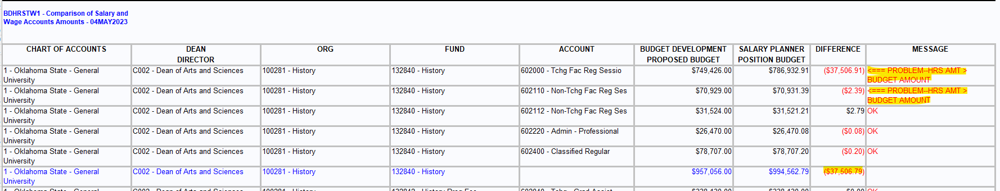 BDHRSTW1 - Comparison of Salary and
Wage Accounts Amounts - 04MAY2023
CHART OF ACCOUNTS DEAN ORG FUND ACCOUNT BUDGET DEVELOPMENT SALARY PLANNER DIFFERENCE MESSAGE
DIRECTOR PROPOSED BUDGET POSITION BUDGET
1 - Oklahoma State - General C002 - Dean of Arts and Sciences 100281 - History 132840 - History 602000 - Tchg Fac Reg Sessio $749,426.00 $786,932.91 ($37,506.91) <=== PROBLEM--HRS AMT >
University BUDGET AMOUNT
1 - Oklahoma State - General C002 - Dean of Arts and Sciences 100281 - History 132840 - History 602110 - Non-Tchg Fac Reg Ses $70,929.00 $70,931.39 ($2.39) <=== PROBLEM--HRS AMT >
University BUDGET AMOUNT
1 - Oklahoma State - General C002 - Dean of Arts and Sciences 100281 - History 132840 - History 602112 - Non-Tchg Fac Reg Ses $31,524.00 $31,521.21 $2.79 OK
University
1 - Oklahoma State - General C002 - Dean of Arts and Sciences 100281 - History 132840 - History 602220 - Admin - Professional $26,470.00 $26,470.08 ($0.08) OK
University
1 - Oklahoma State - General C002 - Dean of Arts and Sciences 100281 - History 132840 - History 602400 - Classified Regular $78,707.00 $78,707.20 ($0.20) OK
University
1 - Oklahoma State - General C002 - Dean of Arts and Sciences 100281 - History 132840 - History $957,056.00 $994,562.79 ($37,506.79)
University